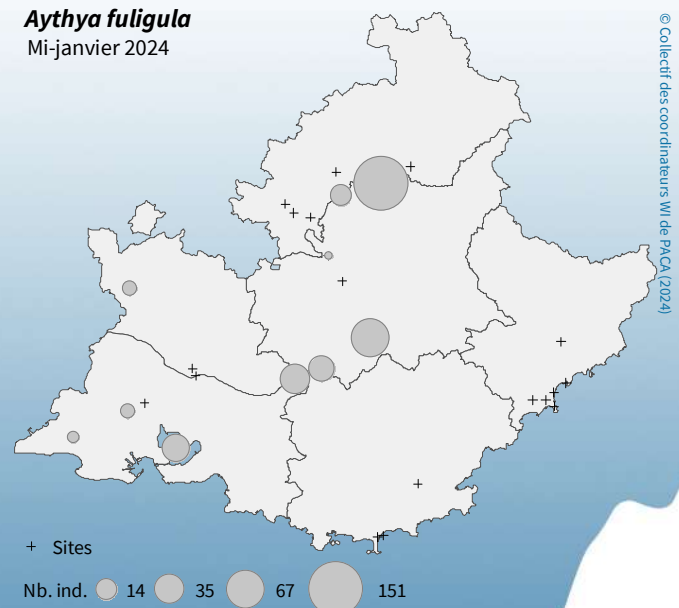 Aythya fuligula
Mi-janvier 2024
© Collectif des coordinateurs WI de PACA (2024)
Sites
Nb. ind. 14 35 67 151